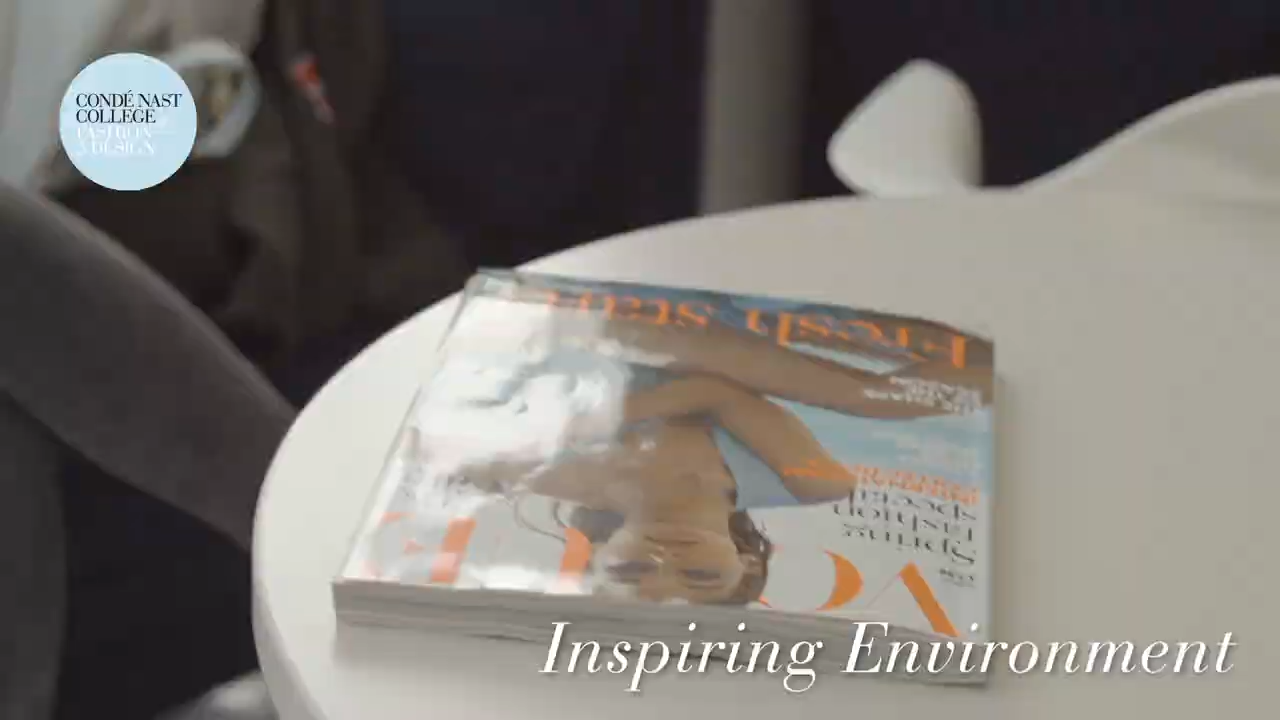 CONDÉ NAST
COLLEGE
FASHION
& DESIGN
Fresh start
Spring
fashion
special
VOGUE
Inspiring Environment